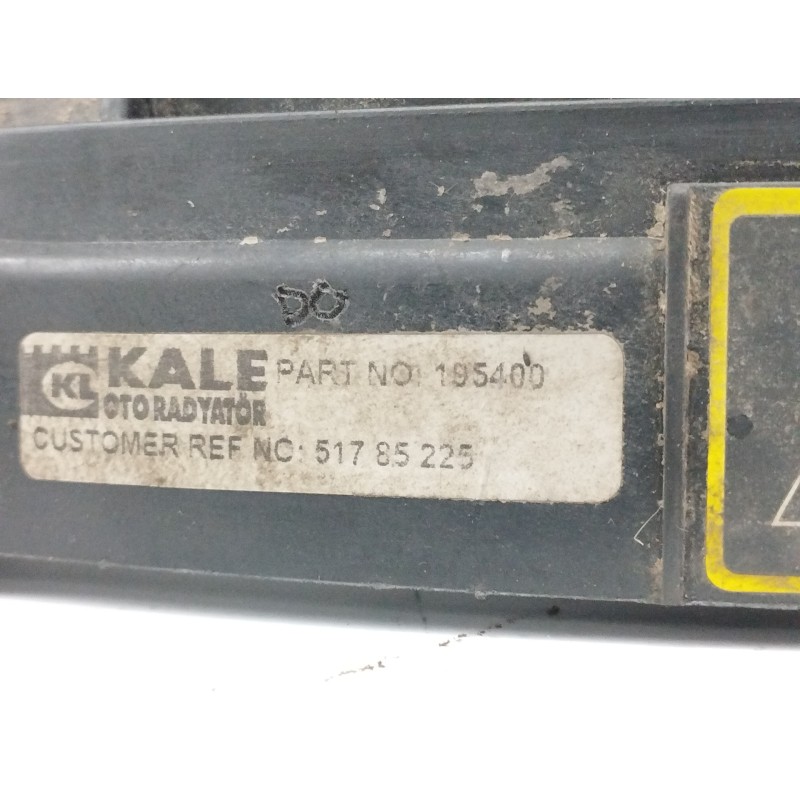 DO
KL KALE PART NO: 195400
OTO RADYATÖR
CUSTOMER REF NO: 517 85 225